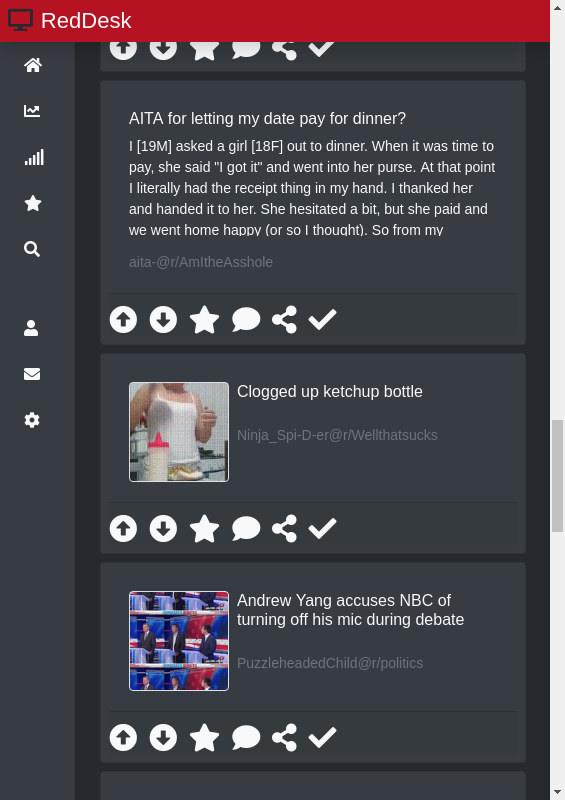 RedDesk
AITA for letting my date pay for dinner?
I [19M] asked a girl [18F] out to dinner. When it was time to
pay, she said "I got it" and went into her purse. At that point
I literally had the receipt thing in my hand. I thanked her
and handed it to her. She hesitated a bit, but she paid and
we went home happy (or so I thought). So from my
aita-@r/AmItheAsshole
Clogged up ketchup bottle
Ninja_Spi-D-er@r/Wellthatsucks
Andrew Yang accuses NBC of
turning off his mic during debate
PuzzleheadedChild@r/politics